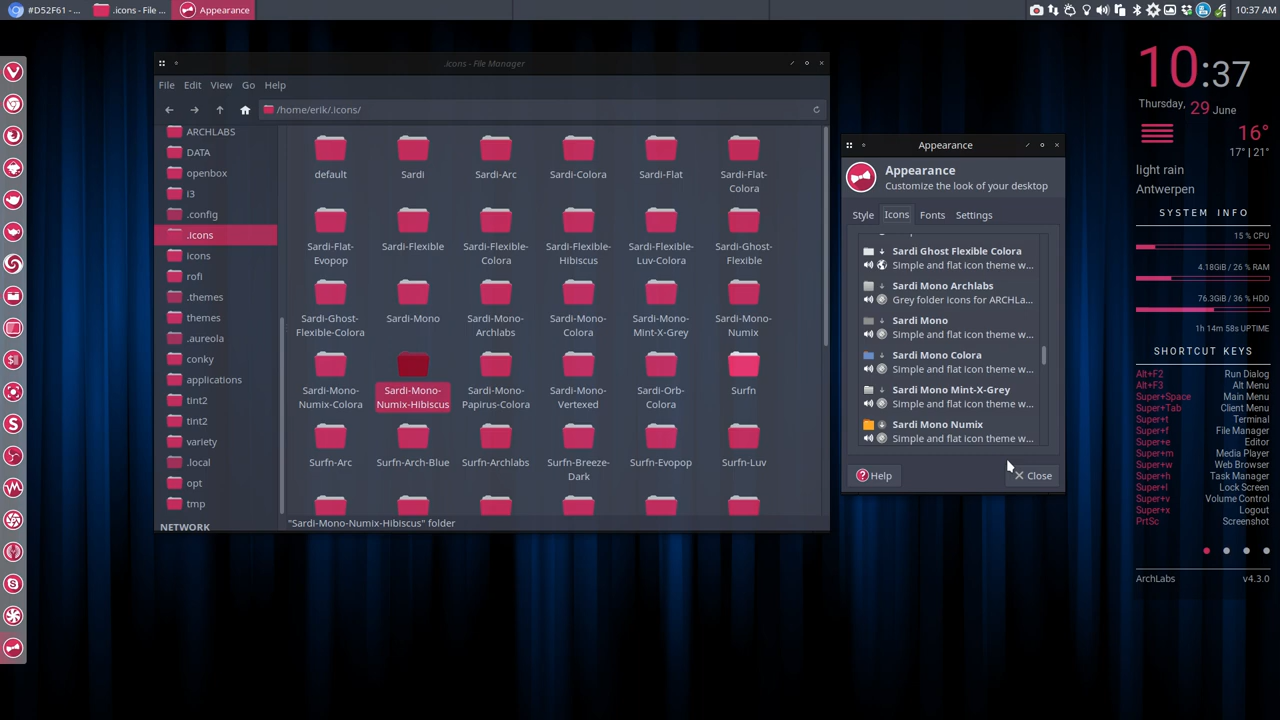 #D52F61 - ...
.icons - File ...
Appearance
10:37 AM
.icons - File Manager
File Edit View Go Help
/home/erik/.icons/
ARCHLABS
DATA
openbox
i3
.config
.icons
icons
rofi
.themes
themes
.aureola
conky
applications
tint2
tint2
variety
.local
opt
tmp
NETWORK
default
Sardi
Sardi-Arc
Sardi-Colora
Sardi-Flat
Sardi-Flat-
Colora
Sardi-Flat-
Evopop
Sardi-Flexible
Sardi-Flexible-
Colora
Sardi-Flexible-
Hibiscus
Sardi-Flexible-
Luv-Colora
Sardi-Ghost-
Flexible
Sardi-Ghost-
Flexible-Colora
Sardi-Mono
Sardi-Mono-
Archlabs
Sardi-Mono-
Colora
Sardi-Mono-
Mint-X-Grey
Sardi-Mono-
Numix
Sardi-Mono-
Numix-Colora
Sardi-Mono-
Numix-Hibiscus
Sardi-Mono-
Papirus-Colora
Sardi-Mono-
Vertexed
Sardi-Orb-
Colora
Surfn
Surfn-Arc
Surfn-Arch-Blue
Surfn-Archlabs
Surfn-Breeze-
Dark
Surfn-Evopop
Surfn-Luv
"Sardi-Mono-Numix-Hibiscus" folder
Appearance
Appearance
Customize the look of your desktop
Style Icons Fonts Settings
Sardi Ghost Flexible Colora
Simple and flat icon theme w...
Sardi Mono Archlabs
Grey folder icons for ARCHLa...
Sardi Mono
Simple and flat icon theme w...
Sardi Mono Colora
Simple and flat icon theme w...
Sardi Mono Mint-X-Grey
Simple and flat icon theme w...
Sardi Mono Numix
Simple and flat icon theme w...
Help
Close
10:37
Thursday, 29 June
16°
17° | 21°
light rain
Antwerpen
SYSTEM INFO
15 % CPU
4.18GiB / 26 % RAM
76.3GiB / 36 % HDD
1h 14m 58s UPTIME
SHORTCUT KEYS
Alt+F2 Run Dialog
Alt+F3 Alt Menu
Super+Space Main Menu
Super+Tab Client Menu
Super+t Terminal
Super+f File Manager
Super+e Editor
Super+m Media Player
Super+w Web Browser
Super+h Task Manager
Super+l Lock Screen
Super+v Volume Control
Super+x Logout
PrtSc Screenshot
ArchLabs v4.3.0